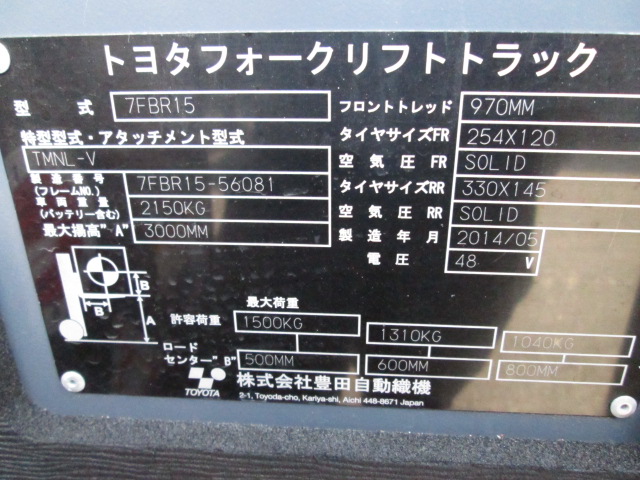 トヨタフォークリフトトラック
型式 7FBR15
フロントトレッド 970MM
特型型式・アタッチメント型式
タイヤサイズFR 254X120
TMNL-V
空気圧 FR SOLID
製造番号
(フレームNO.) 7FBR15-56081
タイヤサイズRR 330X145
車両重量
(バッテリー含む) 2150KG
空気圧 RR SOLID
最大揚高"A" 3000MM
製造年月 2014/05
電圧 48 V
B
B
A
最大荷重
許容荷重 1500KG 1310KG 1040KG
ロード
センター"B" 500MM 600MM 800MM
TOYOTA
株式会社豊田自動織機
2-1, Toyoda-cho, Kariya-shi, Aichi 448-8671 Japan